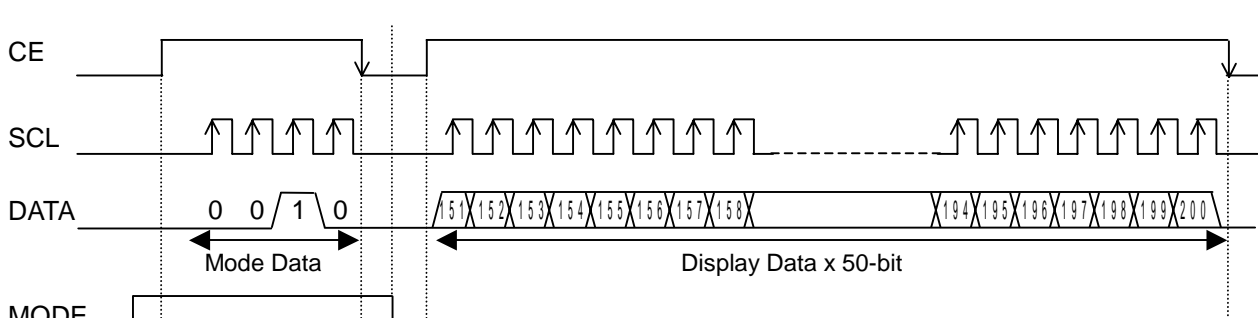 CE
SCL
DATA
0 0 1 0
151 152 153 154 155 156 157 158 194 195 196 197 198 199 200
Mode Data
Display Data x 50-bit
MODE